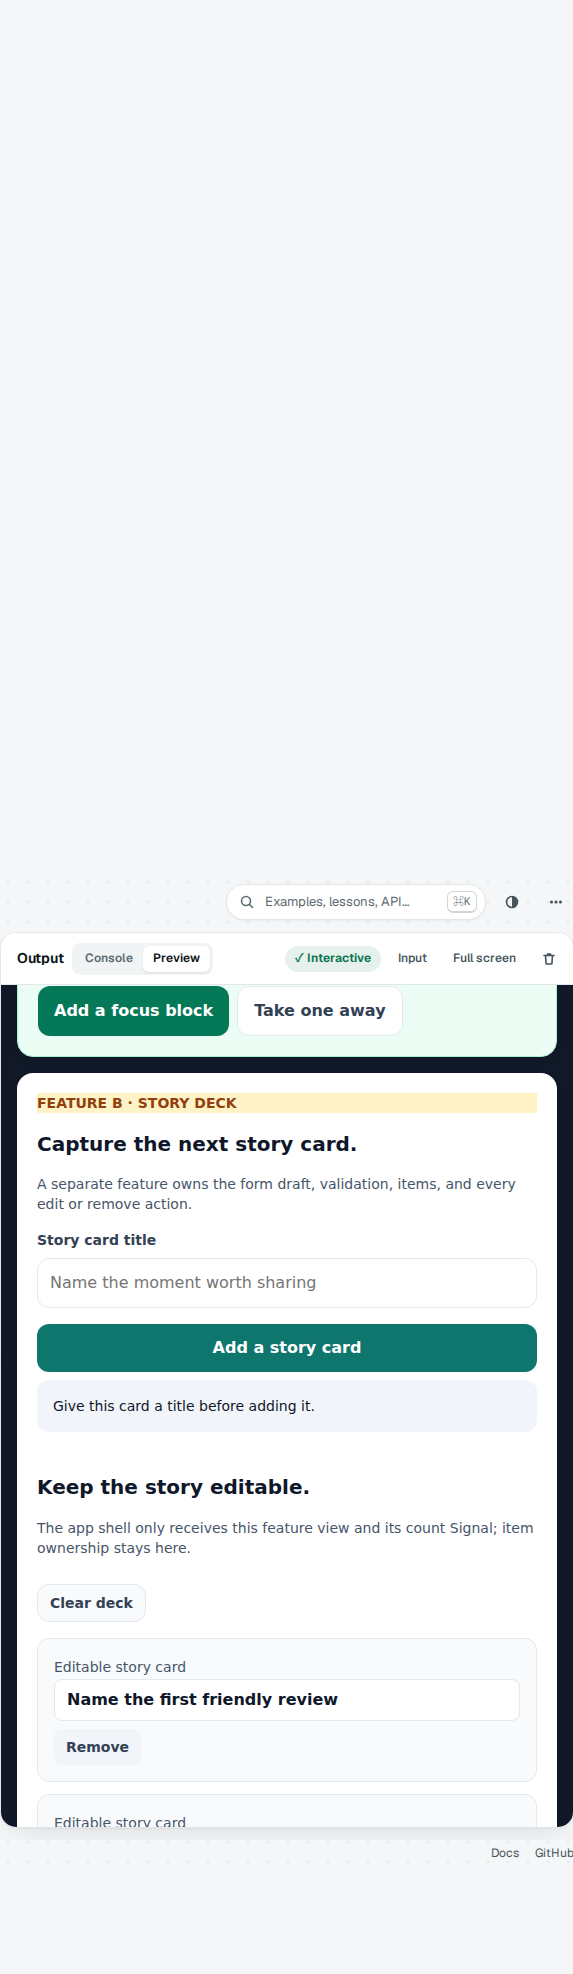 Examples, lessons, API...
⌘K
Output
Console
Preview
✓ Interactive
Input
Full screen
Add a focus block
Take one away
FEATURE B · STORY DECK
Capture the next story card.
A separate feature owns the form draft, validation, items, and every
edit or remove action.
Story card title
Name the moment worth sharing
Add a story card
Give this card a title before adding it.
Keep the story editable.
The app shell only receives this feature view and its count Signal; item
ownership stays here.
Clear deck
Editable story card
Name the first friendly review
Remove
Editable story card
Docs
GitHub